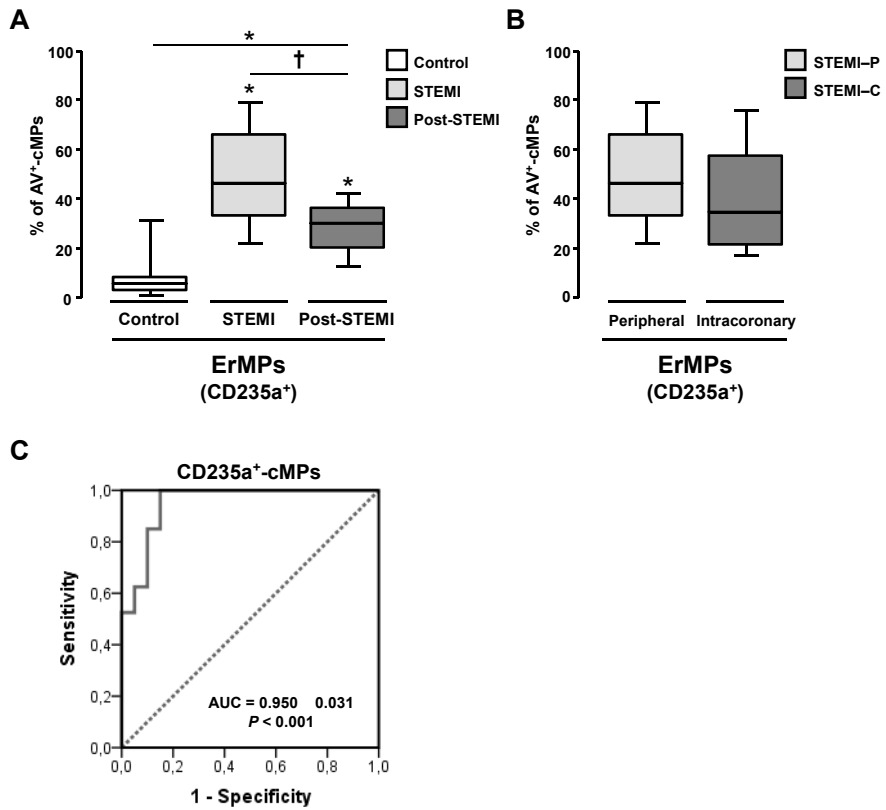 A
*
†
*
*
100
80
60
40
20
0
% of AV⁺-cMPs
Control
STEMI
Post-STEMI
Control
STEMI
Post-STEMI
ErMPs
(CD235a⁺)
B
100
80
60
40
20
0
% of AV⁺-cMPs
STEMI–P
STEMI–C
Peripheral
Intracoronary
ErMPs
(CD235a⁺)
C
CD235a⁺-cMPs
1,0
0,8
0,6
0,4
0,2
0,0
Sensitivity
AUC = 0.950 0.031
P < 0.001
0,0
0,2
0,4
0,6
0,8
1,0
1 - Specificity